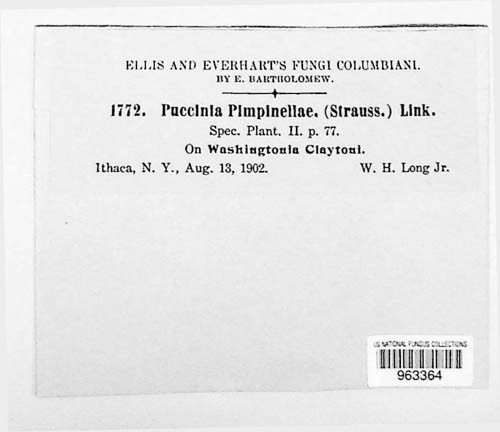 ELLIS AND EVERHART'S FUNGI COLUMBIANI.
BY E. BARTHOLOMEW.
1772. Puccinia Pimpinellae. (Strauss.) Link.
Spec. Plant. II. p. 77.
On Washingtonia Claytoni.
Ithaca, N. Y., Aug. 13, 1902. W. H. Long Jr.
US NATIONAL FUNGUS COLLECTIONS
963364